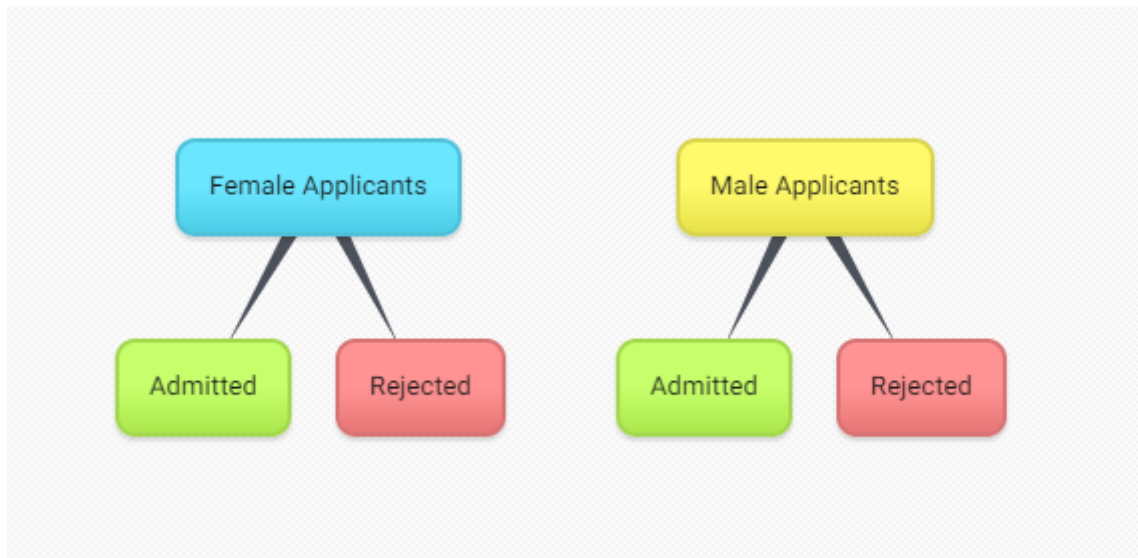 Female Applicants
Male Applicants
Admitted
Rejected
Admitted
Rejected